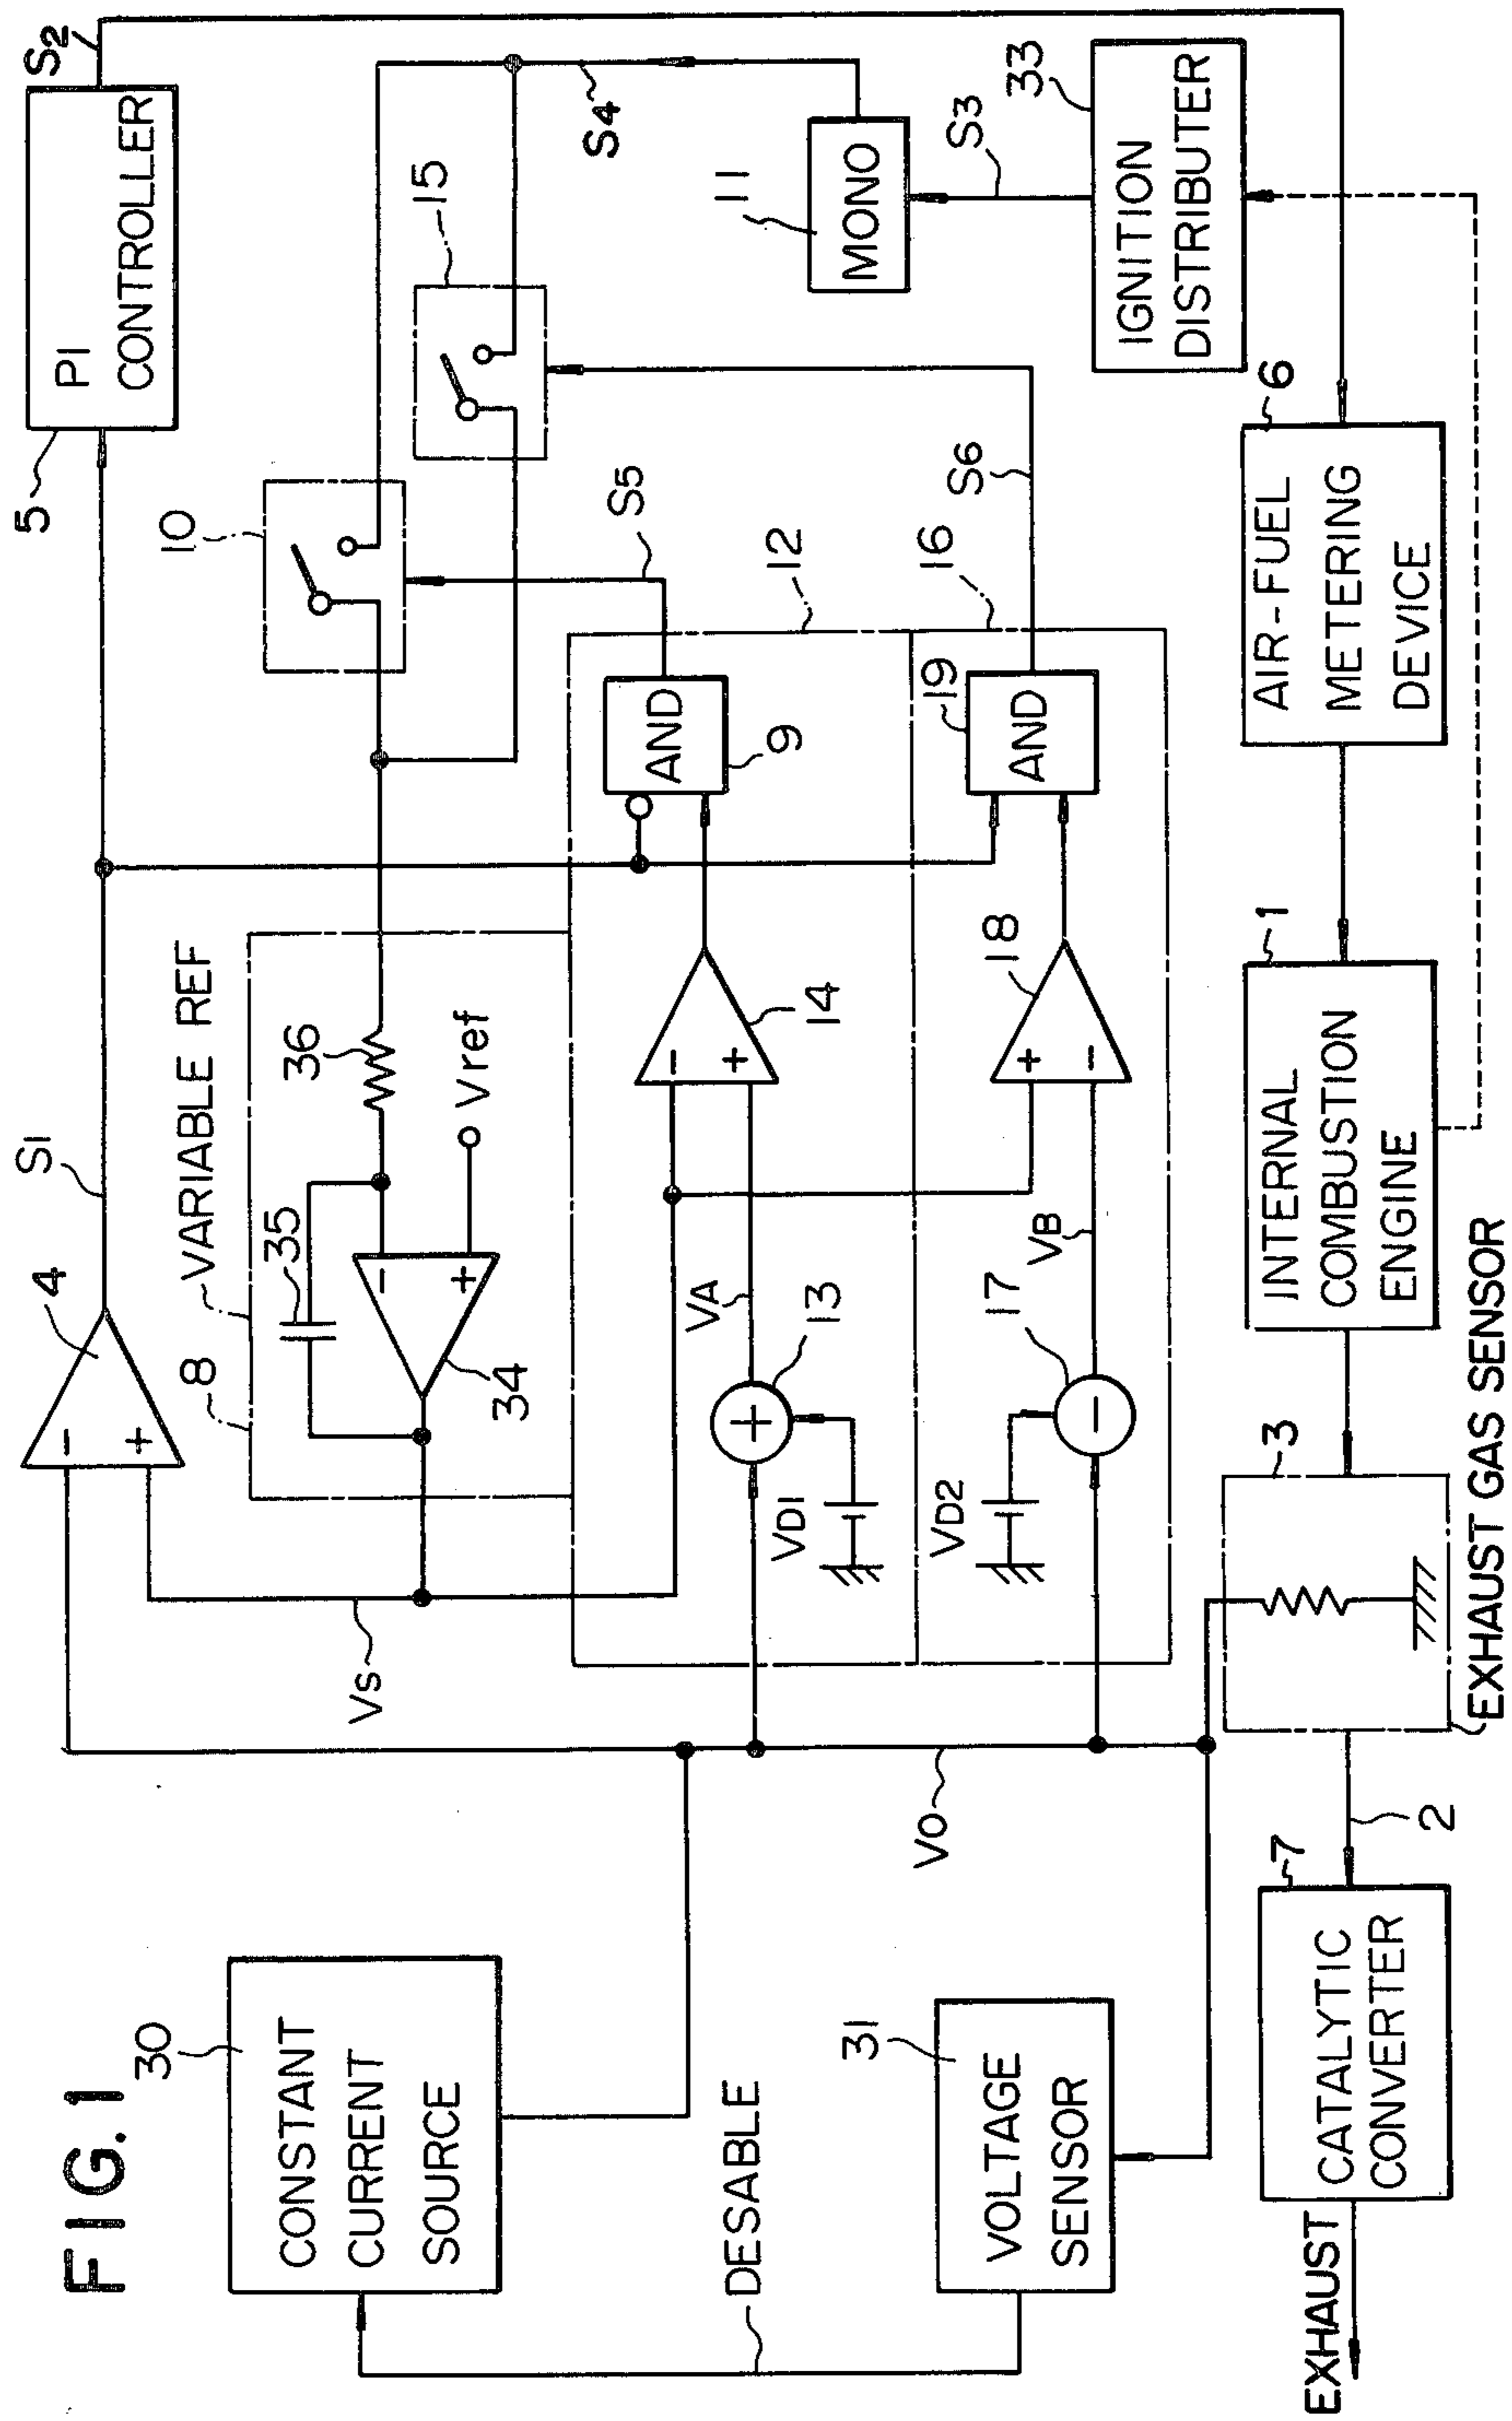 FIG. 1
30
CONSTANT
CURRENT
SOURCE
DESABLE
31
VOLTAGE
SENSOR
EXHAUST
7
CATALYTIC
CONVERTER
2
VO
VS
4
-
+
S1
5
PI
CONTROLLER
S2
8
VARIABLE REF
35
36
34
-
+
Vref
10
15
S4
S5
S6
12
16
VD1
13
+
VA
14
-
+
AND
9
VD2
17
-
VB
18
+
-
AND
19
11
MONO
S3
33
IGNITION
DISTRIBUTER
3
EXHAUST GAS SENSOR
1
INTERNAL
COMBUSTION
ENGINE
6
AIR-FUEL
METERING
DEVICE